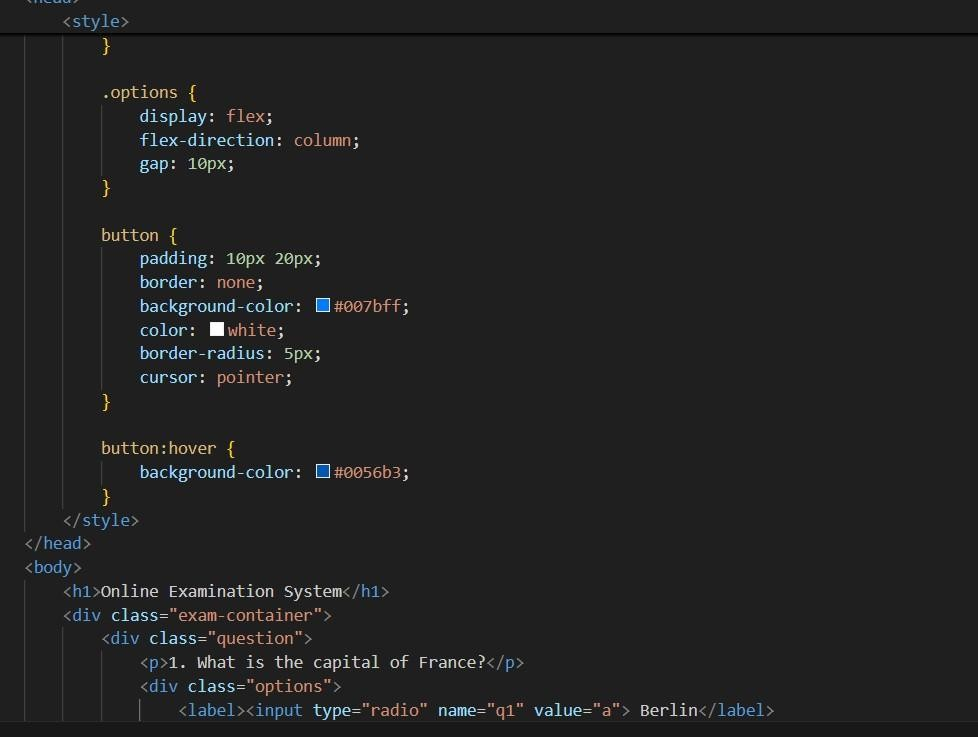 <head>
<style>
}
.options {
display: flex;
flex-direction: column;
gap: 10px;
}
button {
padding: 10px 20px;
border: none;
background-color: #007bff;
color: white;
border-radius: 5px;
cursor: pointer;
}
button:hover {
background-color: #0056b3;
}
</style>
</head>
<body>
<h1>Online Examination System</h1>
<div class="exam-container">
<div class="question">
<p>1. What is the capital of France?</p>
<div class="options">
<label><input type="radio" name="q1" value="a"> Berlin</label>